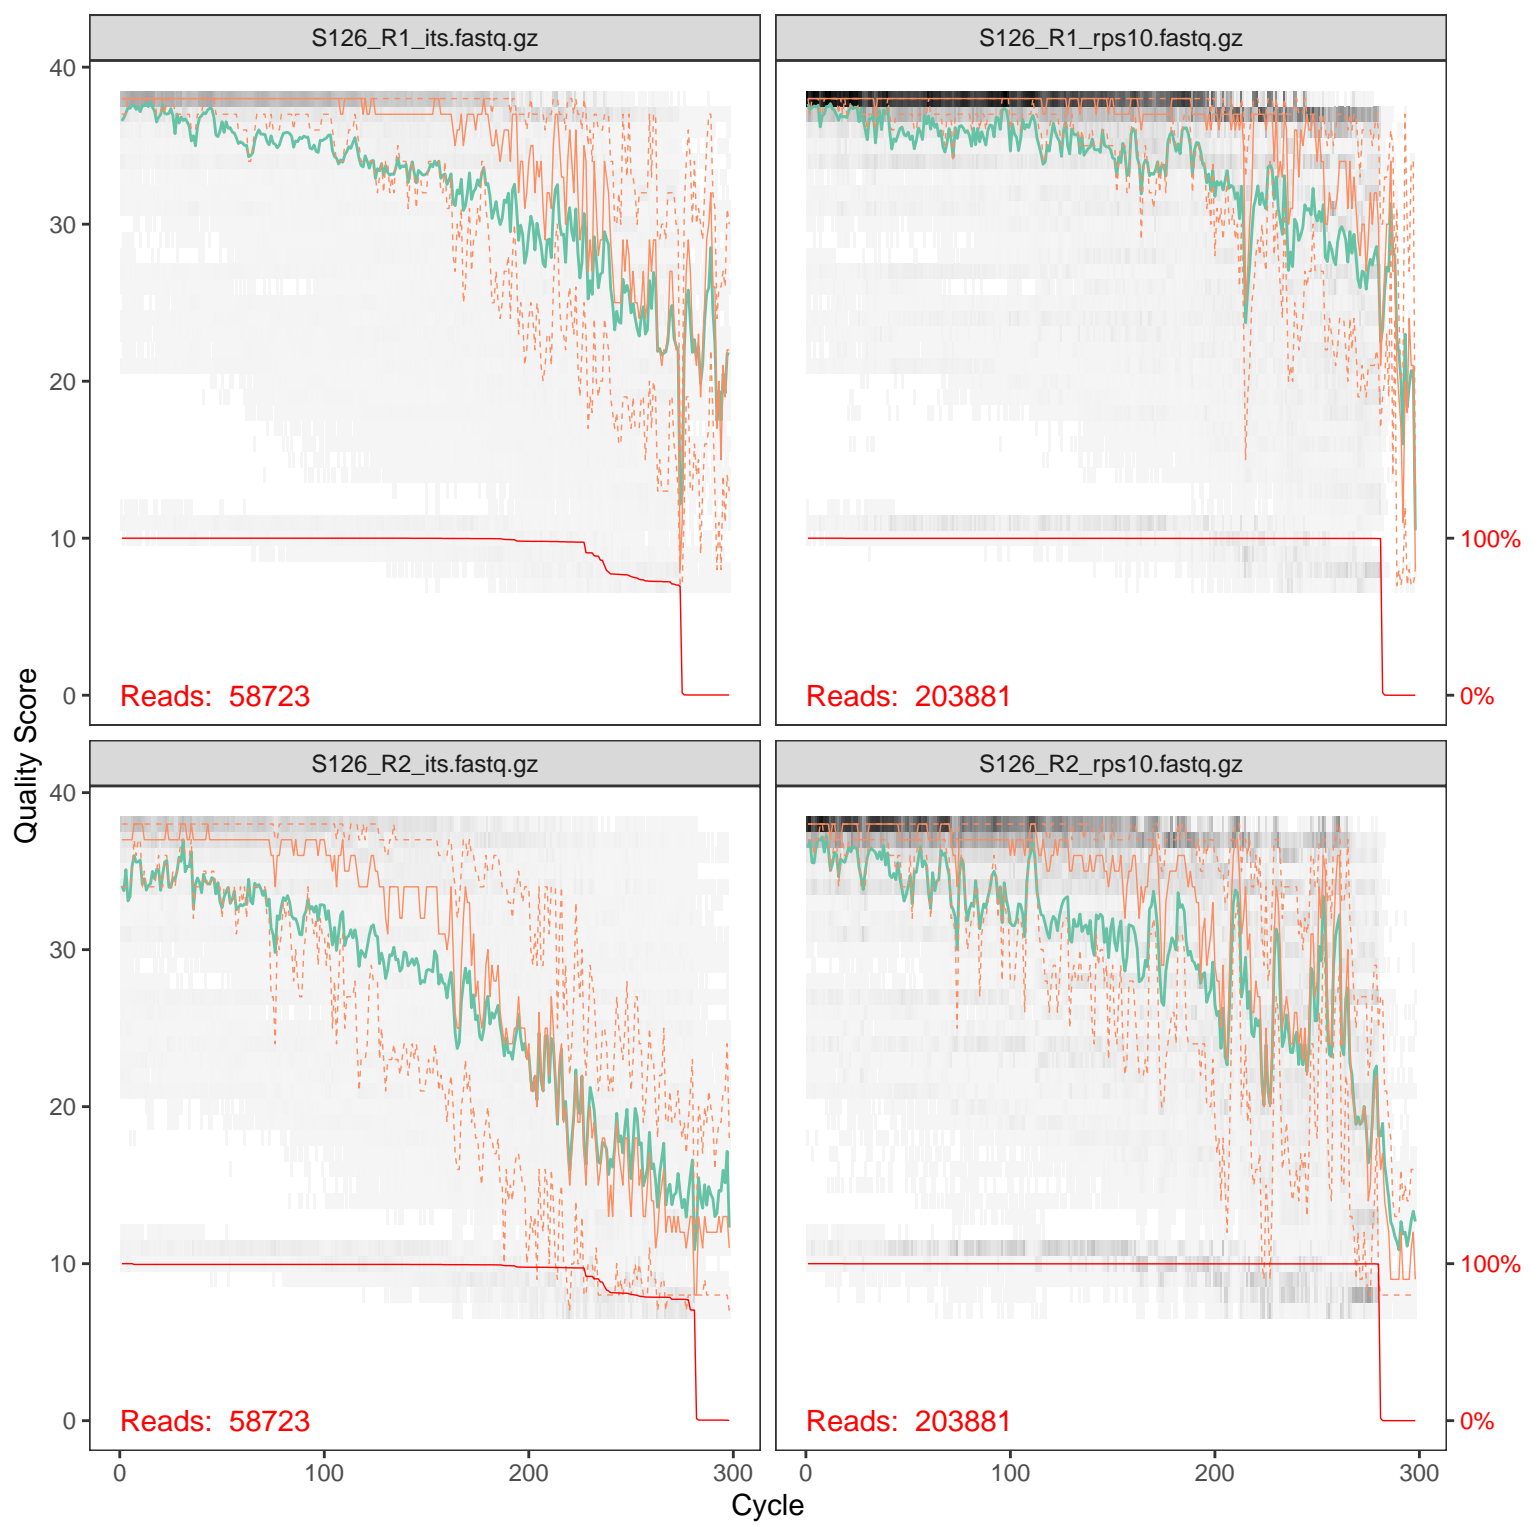 S126_R1_its.fastq.gz
S126_R1_rps10.fastq.gz
40
30
20
10
0
100%
0%
Reads: 58723
Reads: 203881
Quality Score
S126_R2_its.fastq.gz
S126_R2_rps10.fastq.gz
40
30
20
10
0
100%
0%
Reads: 58723
Reads: 203881
0 100 200 300
0 100 200 300
Cycle